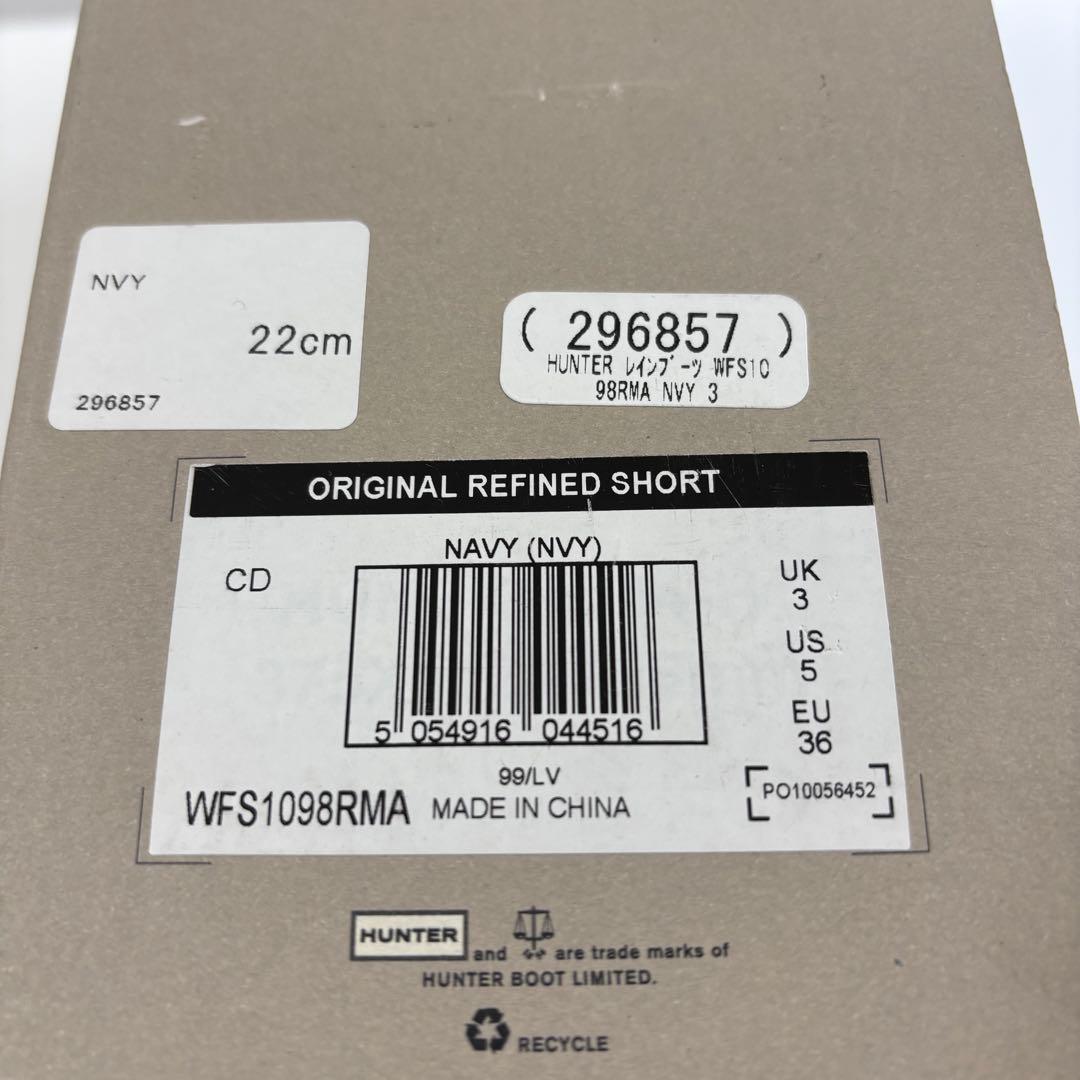 NVY
22cm
296857
( 296857 )
HUNTER ﾚｲﾝﾌﾞｰﾂ WFS10
98RMA NVY 3
ORIGINAL REFINED SHORT
NAVY (NVY)
CD
UK
3
US
5
EU
36
5 054916 044516
99/LV
WFS1098RMA MADE IN CHINA
PO10056452
HUNTER and are trade marks of
HUNTER BOOT LIMITED.
RECYCLE